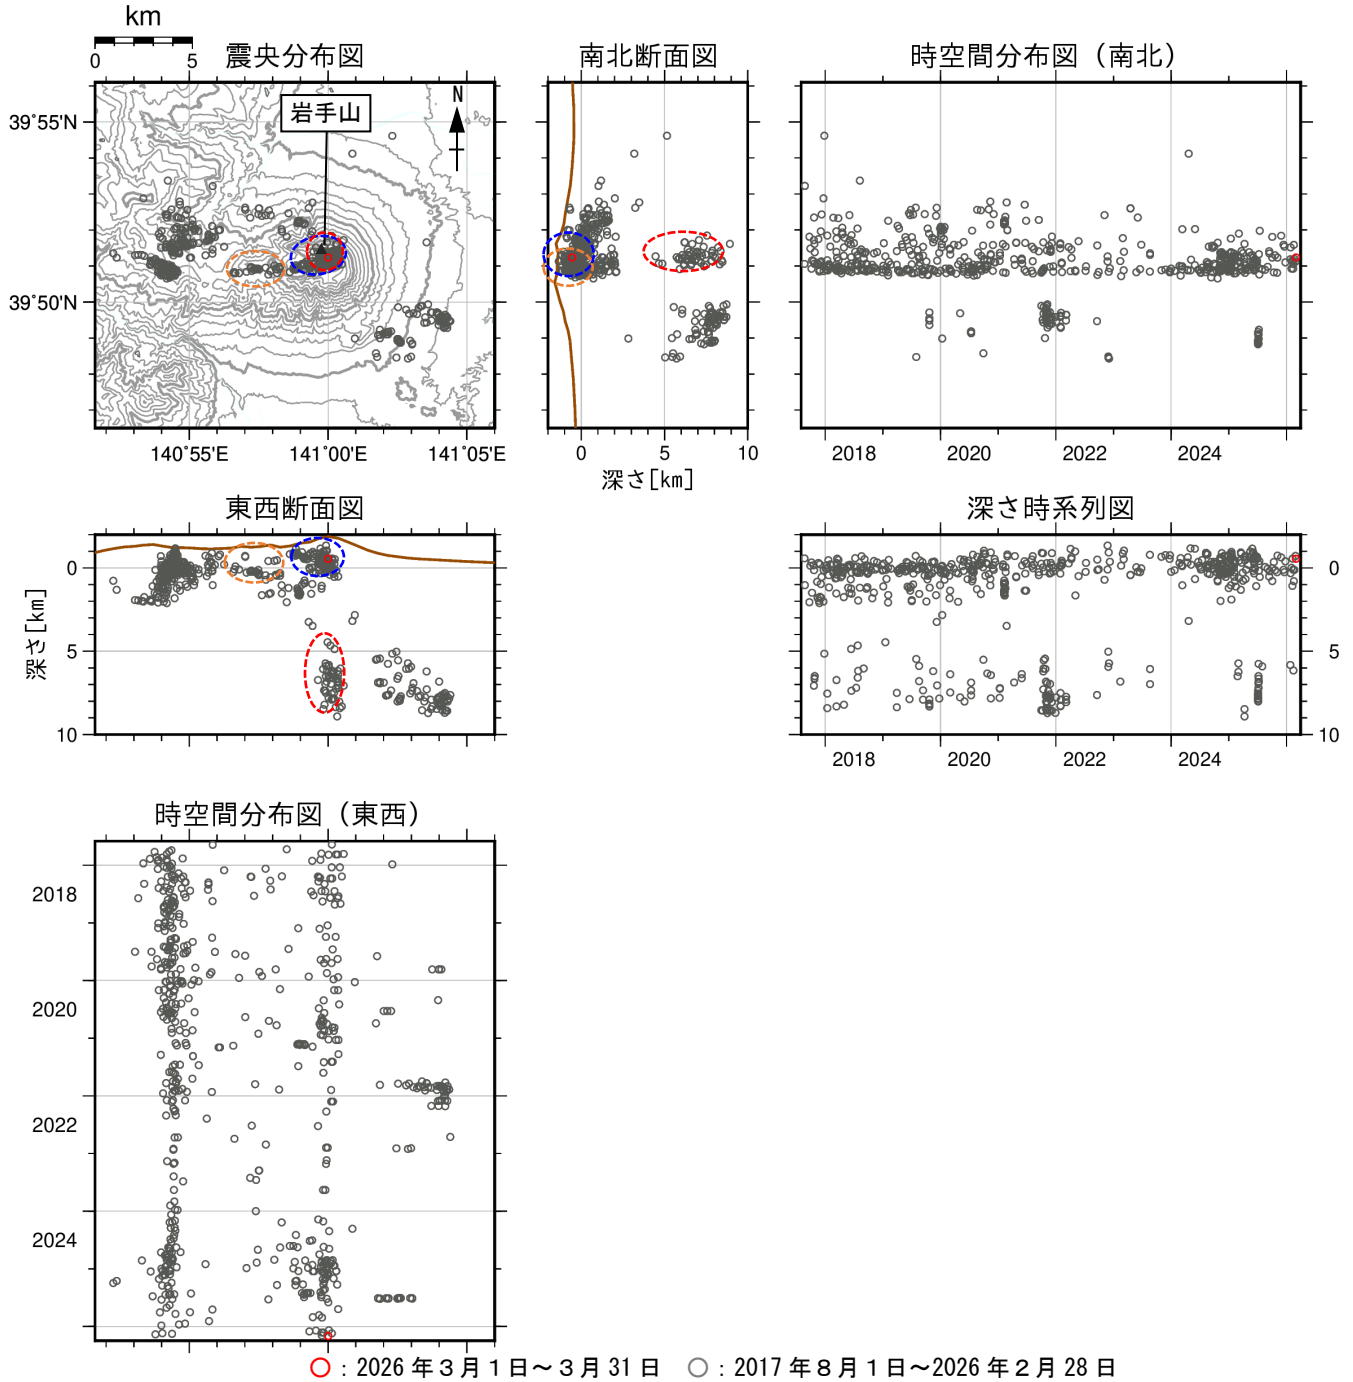 km
0 5
震央分布図
南北断面図
時空間分布図（南北）
岩手山
N
39°55'N
39°50'N
140°55'E 141°00'E 141°05'E
0 5 10
深さ[km]
2018 2020 2022 2024
東西断面図
深さ時系列図
0
5
10
深さ[km]
0
5
10
2018 2020 2022 2024
時空間分布図（東西）
2018
2020
2022
2024
：2026 年３月１日～３月 31 日 ：2017 年８月１日～2026 年２月 28 日